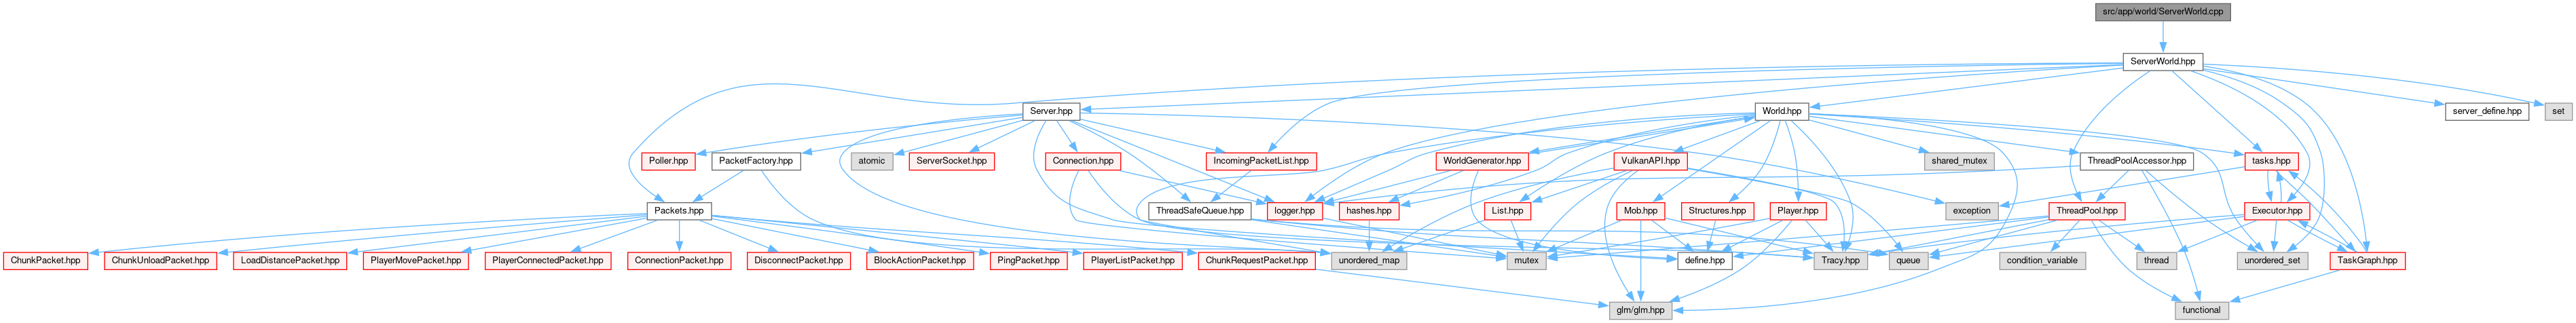 src/app/world/ServerWorld.cpp
ServerWorld.hpp
Server.hpp
World.hpp
server_define.hpp
set
Poller.hpp
PacketFactory.hpp
atomic
ServerSocket.hpp
Connection.hpp
IncomingPacketList.hpp
WorldGenerator.hpp
VulkanAPI.hpp
shared_mutex
ThreadPoolAccessor.hpp
tasks.hpp
Packets.hpp
ThreadSafeQueue.hpp
logger.hpp
hashes.hpp
List.hpp
Mob.hpp
Structures.hpp
Player.hpp
exception
ThreadPool.hpp
Executor.hpp
ChunkPacket.hpp
ChunkUnloadPacket.hpp
LoadDistancePacket.hpp
PlayerMovePacket.hpp
PlayerConnectedPacket.hpp
ConnectionPacket.hpp
DisconnectPacket.hpp
BlockActionPacket.hpp
PingPacket.hpp
PlayerListPacket.hpp
ChunkRequestPacket.hpp
unordered_map
mutex
define.hpp
Tracy.hpp
queue
condition_variable
thread
unordered_set
TaskGraph.hpp
glm/glm.hpp
functional